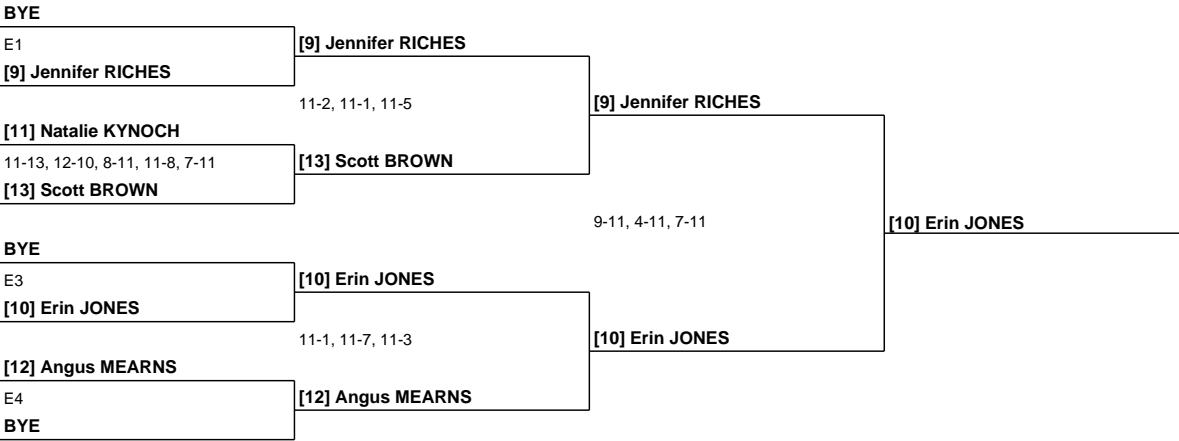 BYE
E1
[9] Jennifer RICHES
[9] Jennifer RICHES
11-2, 11-1, 11-5
[9] Jennifer RICHES
[11] Natalie KYNOCH
11-13, 12-10, 8-11, 11-8, 7-11
[13] Scott BROWN
[13] Scott BROWN
9-11, 4-11, 7-11
[10] Erin JONES
BYE
E3
[10] Erin JONES
[10] Erin JONES
11-1, 11-7, 11-3
[10] Erin JONES
[12] Angus MEARNS
E4
[12] Angus MEARNS
BYE